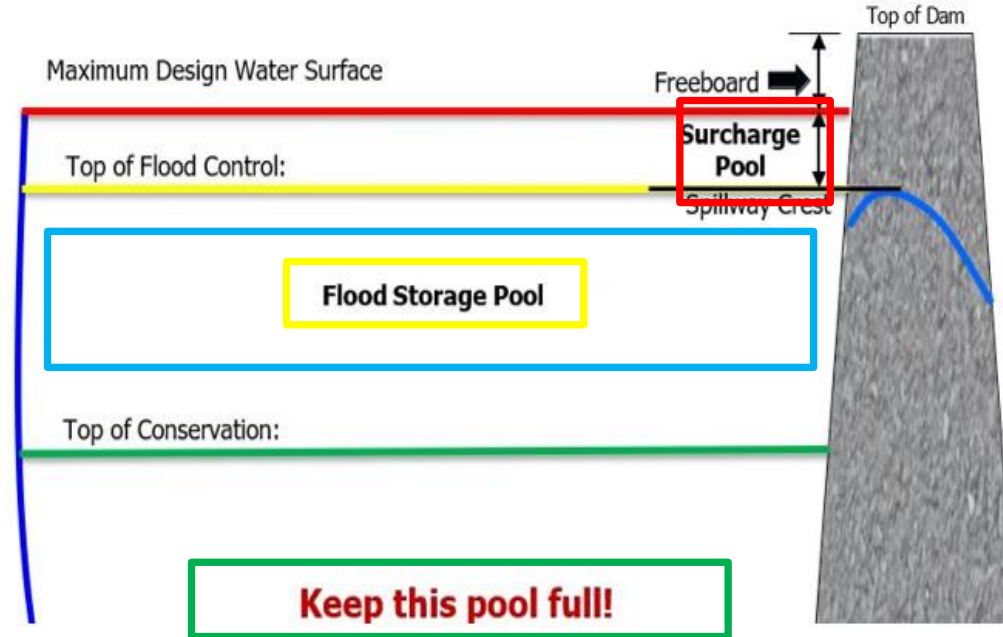 Top of Dam
Maximum Design Water Surface
Freeboard
Surcharge
Pool
Top of Flood Control:
Spillway Crest
Flood Storage Pool
Top of Conservation:
Keep this pool full!